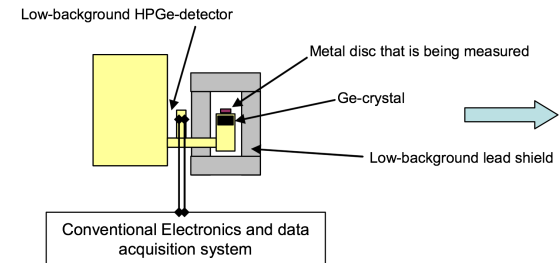 Low-background HPGe-detector
Metal disc that is being measured
Ge-crystal
Low-background lead shield
Conventional Electronics and data
acquisition system